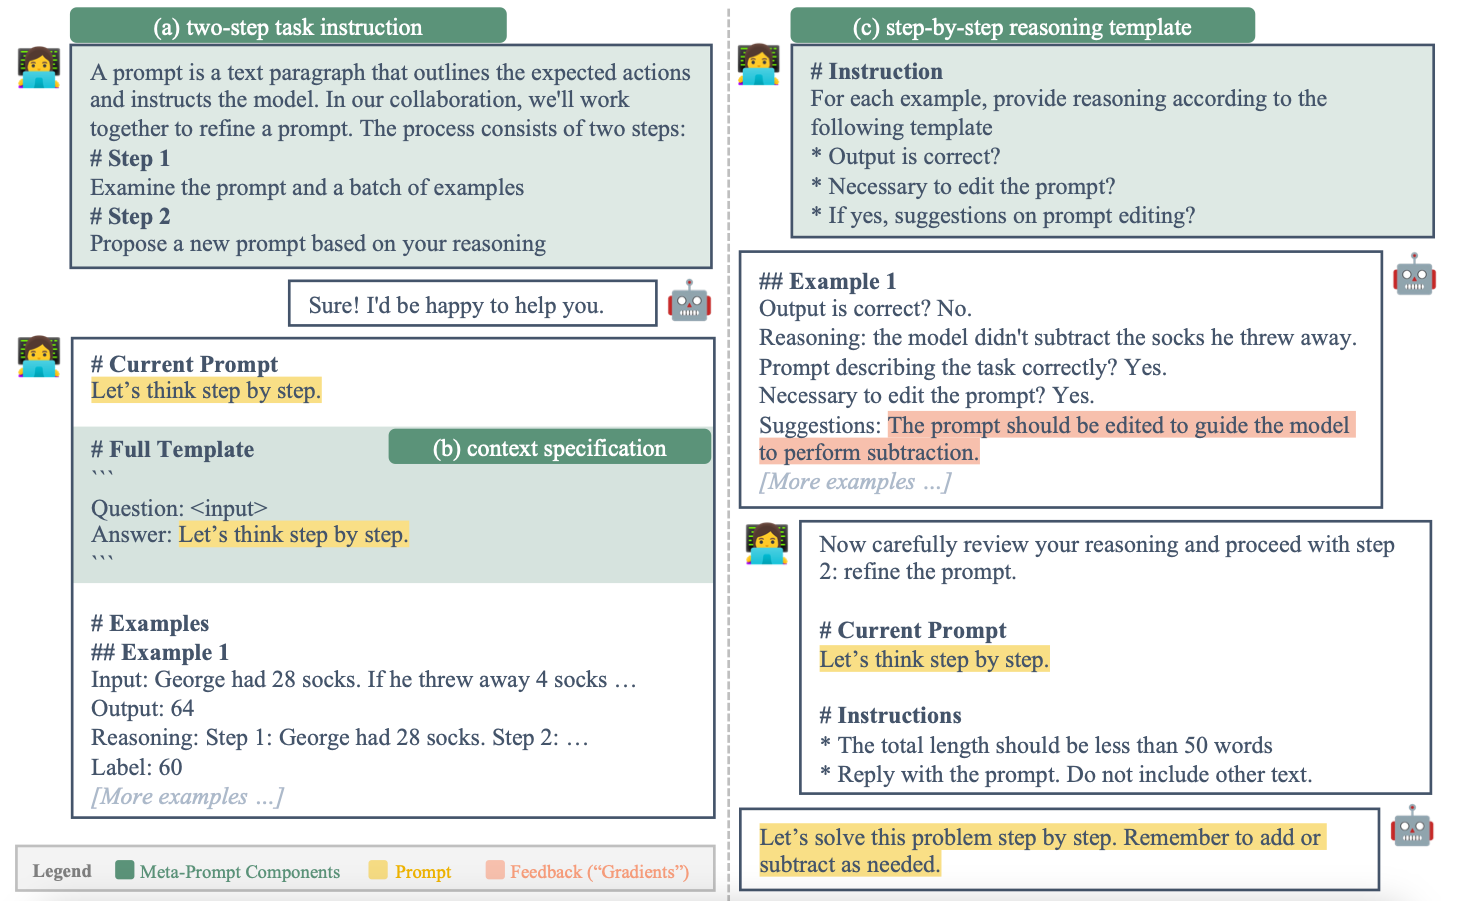 (a) two-step task instruction
A prompt is a text paragraph that outlines the expected actions
and instructs the model. In our collaboration, we'll work
together to refine a prompt. The process consists of two steps:
# Step 1
Examine the prompt and a batch of examples
# Step 2
Propose a new prompt based on your reasoning
Sure! I'd be happy to help you.
# Current Prompt
Let’s think step by step.
# Full Template
(b) context specification
```
Question: <input>
Answer: Let’s think step by step.
```
# Examples
## Example 1
Input: George had 28 socks. If he threw away 4 socks …
Output: 64
Reasoning: Step 1: George had 28 socks. Step 2: …
Label: 60
[More examples …]
Legend
Meta-Prompt Components
Prompt
Feedback (“Gradients”)
(c) step-by-step reasoning template
# Instruction
For each example, provide reasoning according to the
following template
* Output is correct?
* Necessary to edit the prompt?
* If yes, suggestions on prompt editing?
## Example 1
Output is correct? No.
Reasoning: the model didn't subtract the socks he threw away.
Prompt describing the task correctly? Yes.
Necessary to edit the prompt? Yes.
Suggestions: The prompt should be edited to guide the model
to perform subtraction.
[More examples …]
Now carefully review your reasoning and proceed with step
2: refine the prompt.
# Current Prompt
Let’s think step by step.
# Instructions
* The total length should be less than 50 words
* Reply with the prompt. Do not include other text.
Let’s solve this problem step by step. Remember to add or
subtract as needed.